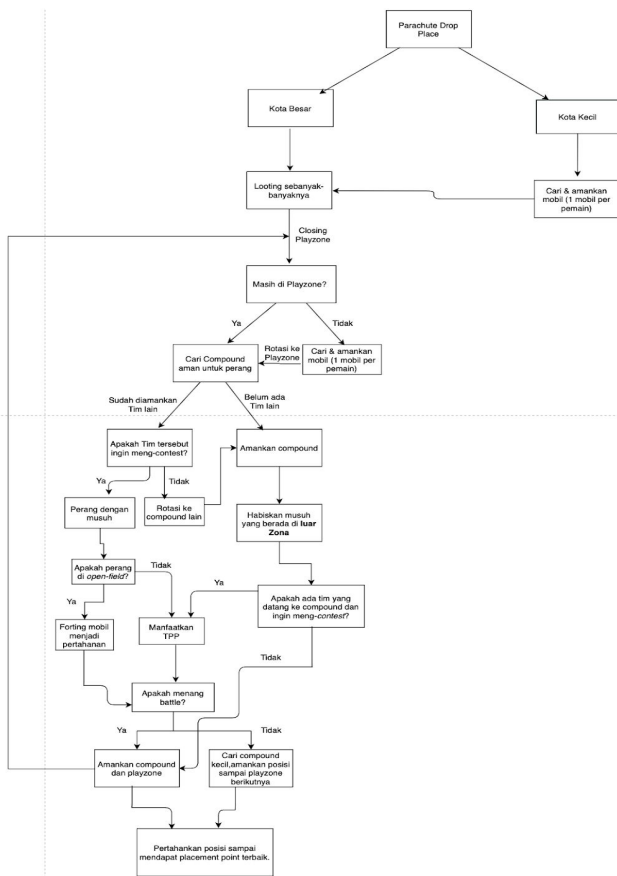 Parachute Drop
Place
Kota Besar
Kota Kecil
Looting sebanyak-
banyaknya
Cari & amankan
mobil (1 mobil per
pemain)
Closing
Playzone
Masih di Playzone?
Ya
Tidak
Cari Compound
aman untuk perang
Rotasi ke
Playzone
Cari & amankan
mobil (1 mobil per
pemain)
Sudah diamankan
Tim lain
Belum ada
Tim lain
Apakah Tim tersebut
ingin meng-contest?
Amankan compound
Ya
Tidak
Perang dengan
musuh
Rotasi ke
compound lain
Habiskan musuh
yang berada di luar
Zona
Apakah perang
di open-field?
Tidak
Ya
Apakah ada tim yang
datang ke compound dan
ingin meng-contest?
Ya
Forting mobil
menjadi
pertahanan
Manfaatkan
TPP
Tidak
Apakah menang
battle?
Ya
Tidak
Amankan compound
dan playzone
Cari compound
kecil,amankan posisi
sampai playzone
berikutnya
Pertahankan posisi sampai
mendapat placement point terbaik.